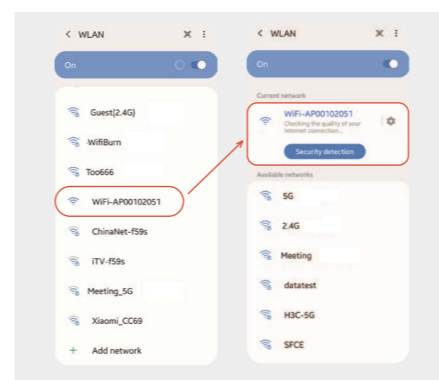 WLAN
On
Guest(2.4G)
WifiBurn
Too666
WiFi-AP00102051
ChinaNet-f59s
iTV-f59s
Meeting_5G
Xiaomi_CC69
+ Add network
WLAN
On
Current network
WiFi-AP00102051
Checking the quality of your
internet connection...
Security detection
Available networks
5G
2.4G
Meeting
datatest
H3C-5G
SFCE